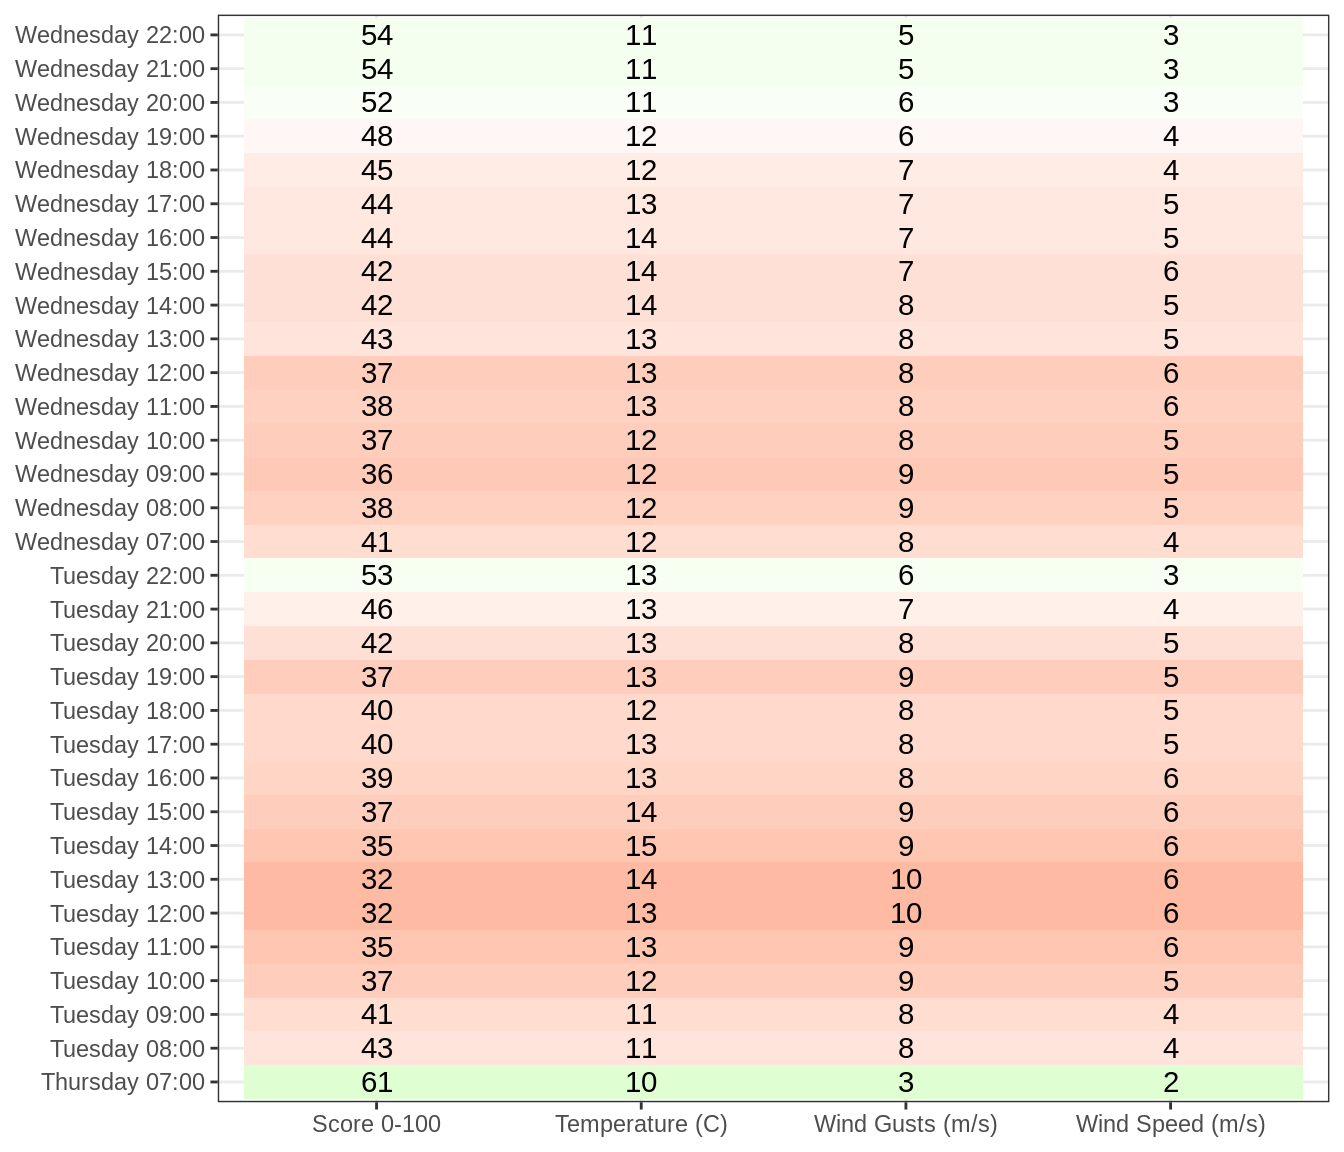 Wednesday 22:00 54 11 5 3
Wednesday 21:00 54 11 5 3
Wednesday 20:00 52 11 6 3
Wednesday 19:00 48 12 6 4
Wednesday 18:00 45 12 7 4
Wednesday 17:00 44 13 7 5
Wednesday 16:00 44 14 7 5
Wednesday 15:00 42 14 7 6
Wednesday 14:00 42 14 8 5
Wednesday 13:00 43 13 8 5
Wednesday 12:00 37 13 8 6
Wednesday 11:00 38 13 8 6
Wednesday 10:00 37 12 8 5
Wednesday 09:00 36 12 9 5
Wednesday 08:00 38 12 9 5
Wednesday 07:00 41 12 8 4
Tuesday 22:00 53 13 6 3
Tuesday 21:00 46 13 7 4
Tuesday 20:00 42 13 8 5
Tuesday 19:00 37 13 9 5
Tuesday 18:00 40 12 8 5
Tuesday 17:00 40 13 8 5
Tuesday 16:00 39 13 8 6
Tuesday 15:00 37 14 9 6
Tuesday 14:00 35 15 9 6
Tuesday 13:00 32 14 10 6
Tuesday 12:00 32 13 10 6
Tuesday 11:00 35 13 9 6
Tuesday 10:00 37 12 9 5
Tuesday 09:00 41 11 8 4
Tuesday 08:00 43 11 8 4
Thursday 07:00 61 10 3 2
Score 0-100 Temperature (C) Wind Gusts (m/s) Wind Speed (m/s)